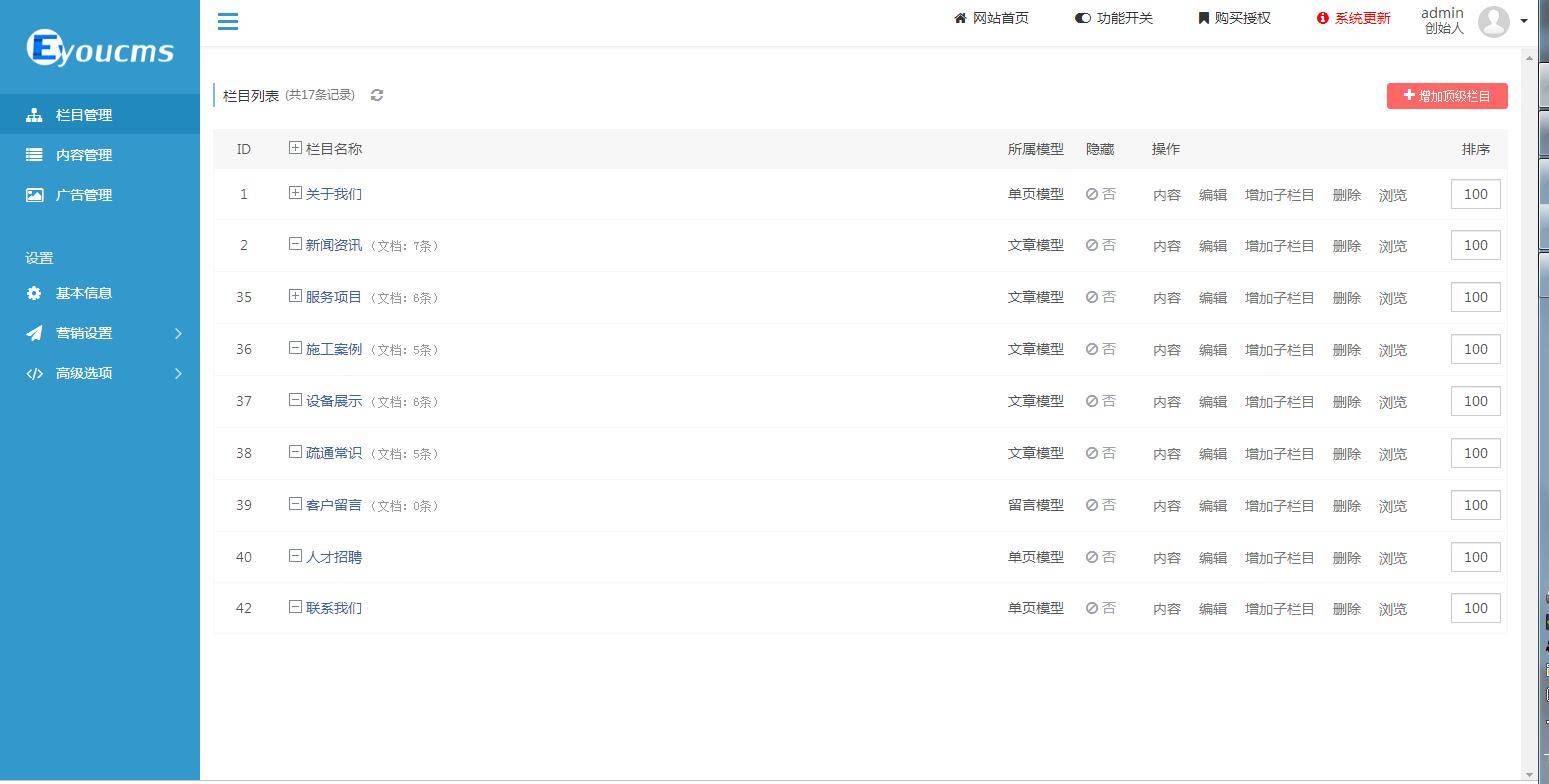 Eyoucms
网站首页 功能开关 购买授权 系统更新 admin
创始人
栏目管理
内容管理
广告管理
设置
基本信息
营销设置
高级选项
栏目列表 (共17条记录) 增加顶级栏目
ID 栏目名称 所属模型 隐藏 操作 排序
1 关于我们 单页模型 否 内容 编辑 增加子栏目 删除 浏览 100
2 新闻资讯 (文档: 7条) 文章模型 否 内容 编辑 增加子栏目 删除 浏览 100
35 服务项目 (文档: 6条) 文章模型 否 内容 编辑 增加子栏目 删除 浏览 100
36 施工案例 (文档: 5条) 文章模型 否 内容 编辑 增加子栏目 删除 浏览 100
37 设备展示 (文档: 6条) 文章模型 否 内容 编辑 增加子栏目 删除 浏览 100
38 疏通常识 (文档: 5条) 文章模型 否 内容 编辑 增加子栏目 删除 浏览 100
39 客户留言 (文档: 0条) 留言模型 否 内容 编辑 增加子栏目 删除 浏览 100
40 人才招聘 单页模型 否 内容 编辑 增加子栏目 删除 浏览 100
42 联系我们 单页模型 否 内容 编辑 增加子栏目 删除 浏览 100